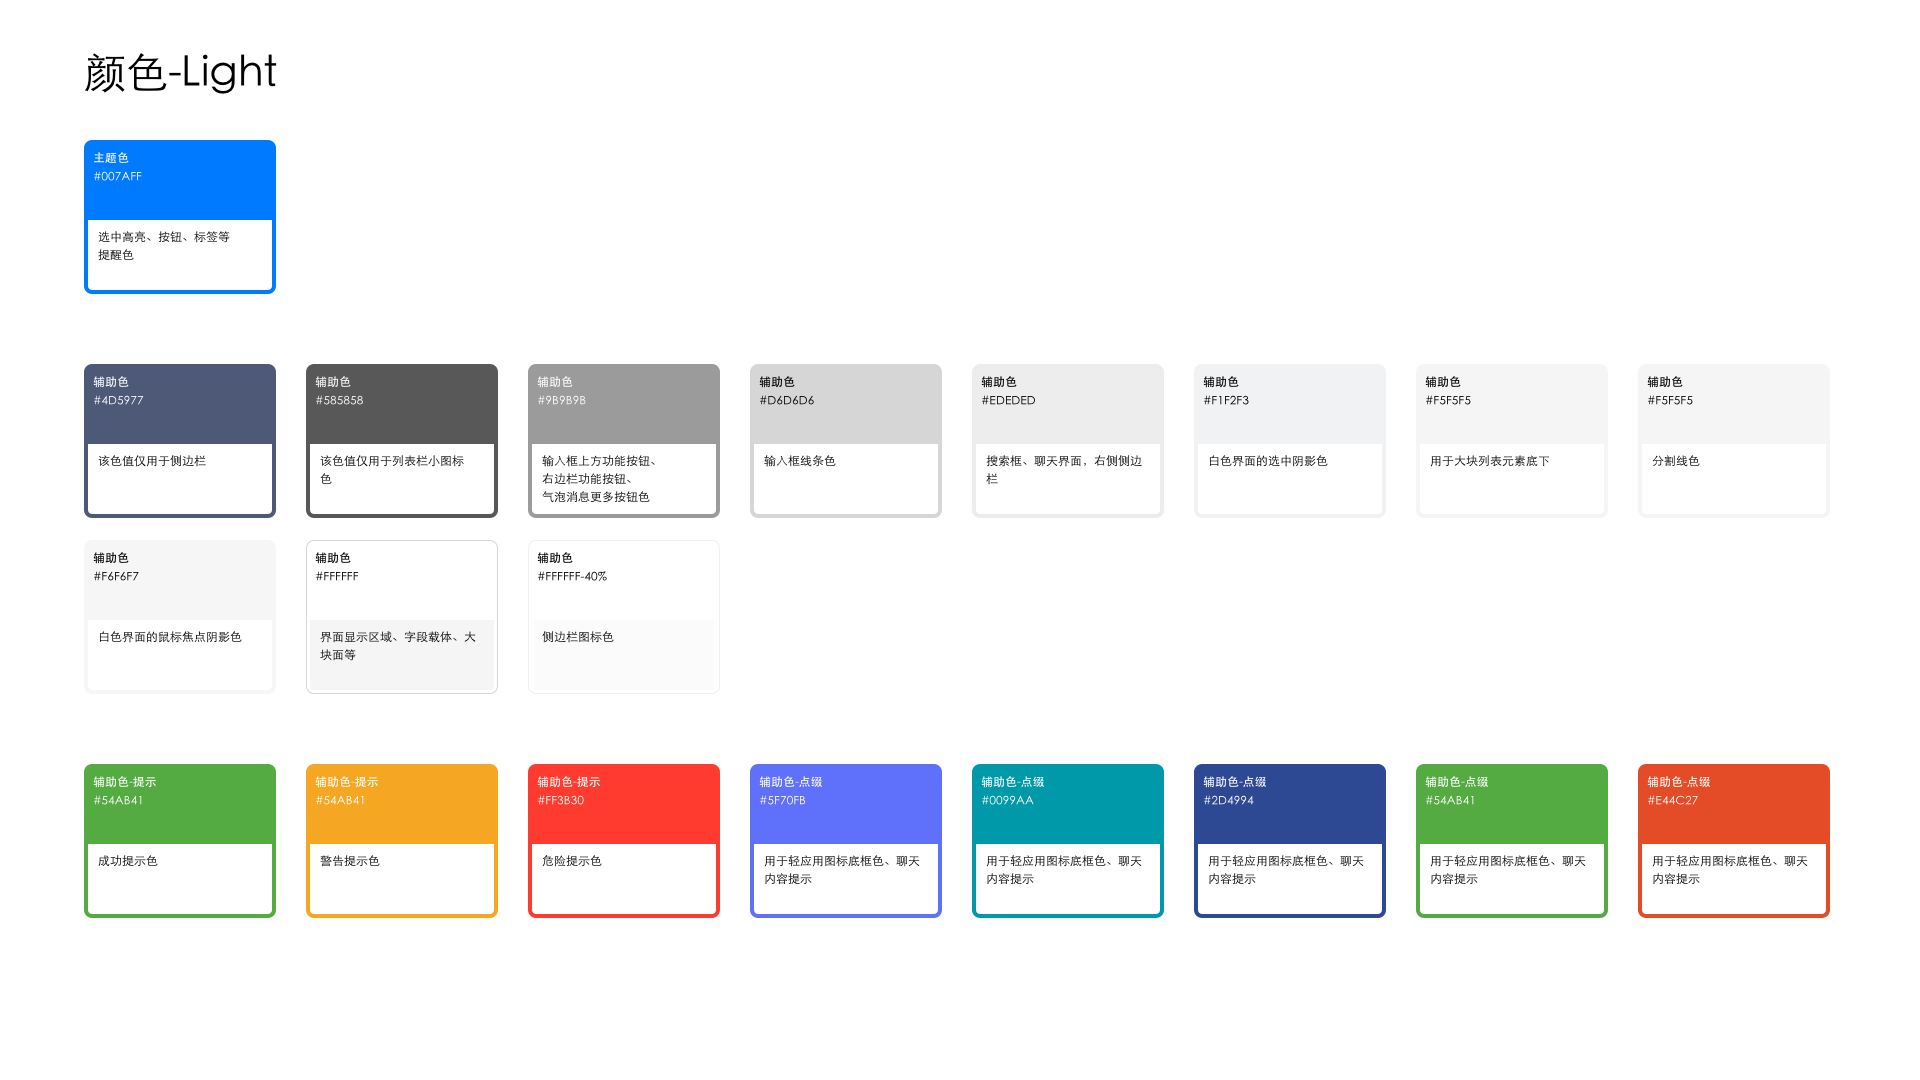 颜色-Light
主题色
#007AFF
选中高亮、按钮、标签等
提醒色
辅助色
#4D5977
该色值仅用于侧边栏
辅助色
#585858
该色值仅用于列表栏小图标
色
辅助色
#9B9B9B
输入框上方功能按钮、
右边栏功能按钮、
气泡消息更多按钮色
辅助色
#D6D6D6
输入框线条色
辅助色
#EDEDED
搜索框、聊天界面，右侧侧边
栏
辅助色
#F1F2F3
白色界面的选中阴影色
辅助色
#F5F5F5
用于大块列表元素底下
辅助色
#F5F5F5
分割线色
辅助色
#F6F6F7
白色界面的鼠标焦点阴影色
辅助色
#FFFFFF
界面显示区域、字段载体、大
块面等
辅助色
#FFFFFF-40%
侧边栏图标色
辅助色-提示
#54AB41
成功提示色
辅助色-提示
#54AB41
警告提示色
辅助色-提示
#FF3B30
危险提示色
辅助色-点缀
#5F70FB
用于轻应用图标底框色、聊天
内容提示
辅助色-点缀
#0099AA
用于轻应用图标底框色、聊天
内容提示
辅助色-点缀
#2D4994
用于轻应用图标底框色、聊天
内容提示
辅助色-点缀
#54AB41
用于轻应用图标底框色、聊天
内容提示
辅助色-点缀
#E44C27
用于轻应用图标底框色、聊天
内容提示